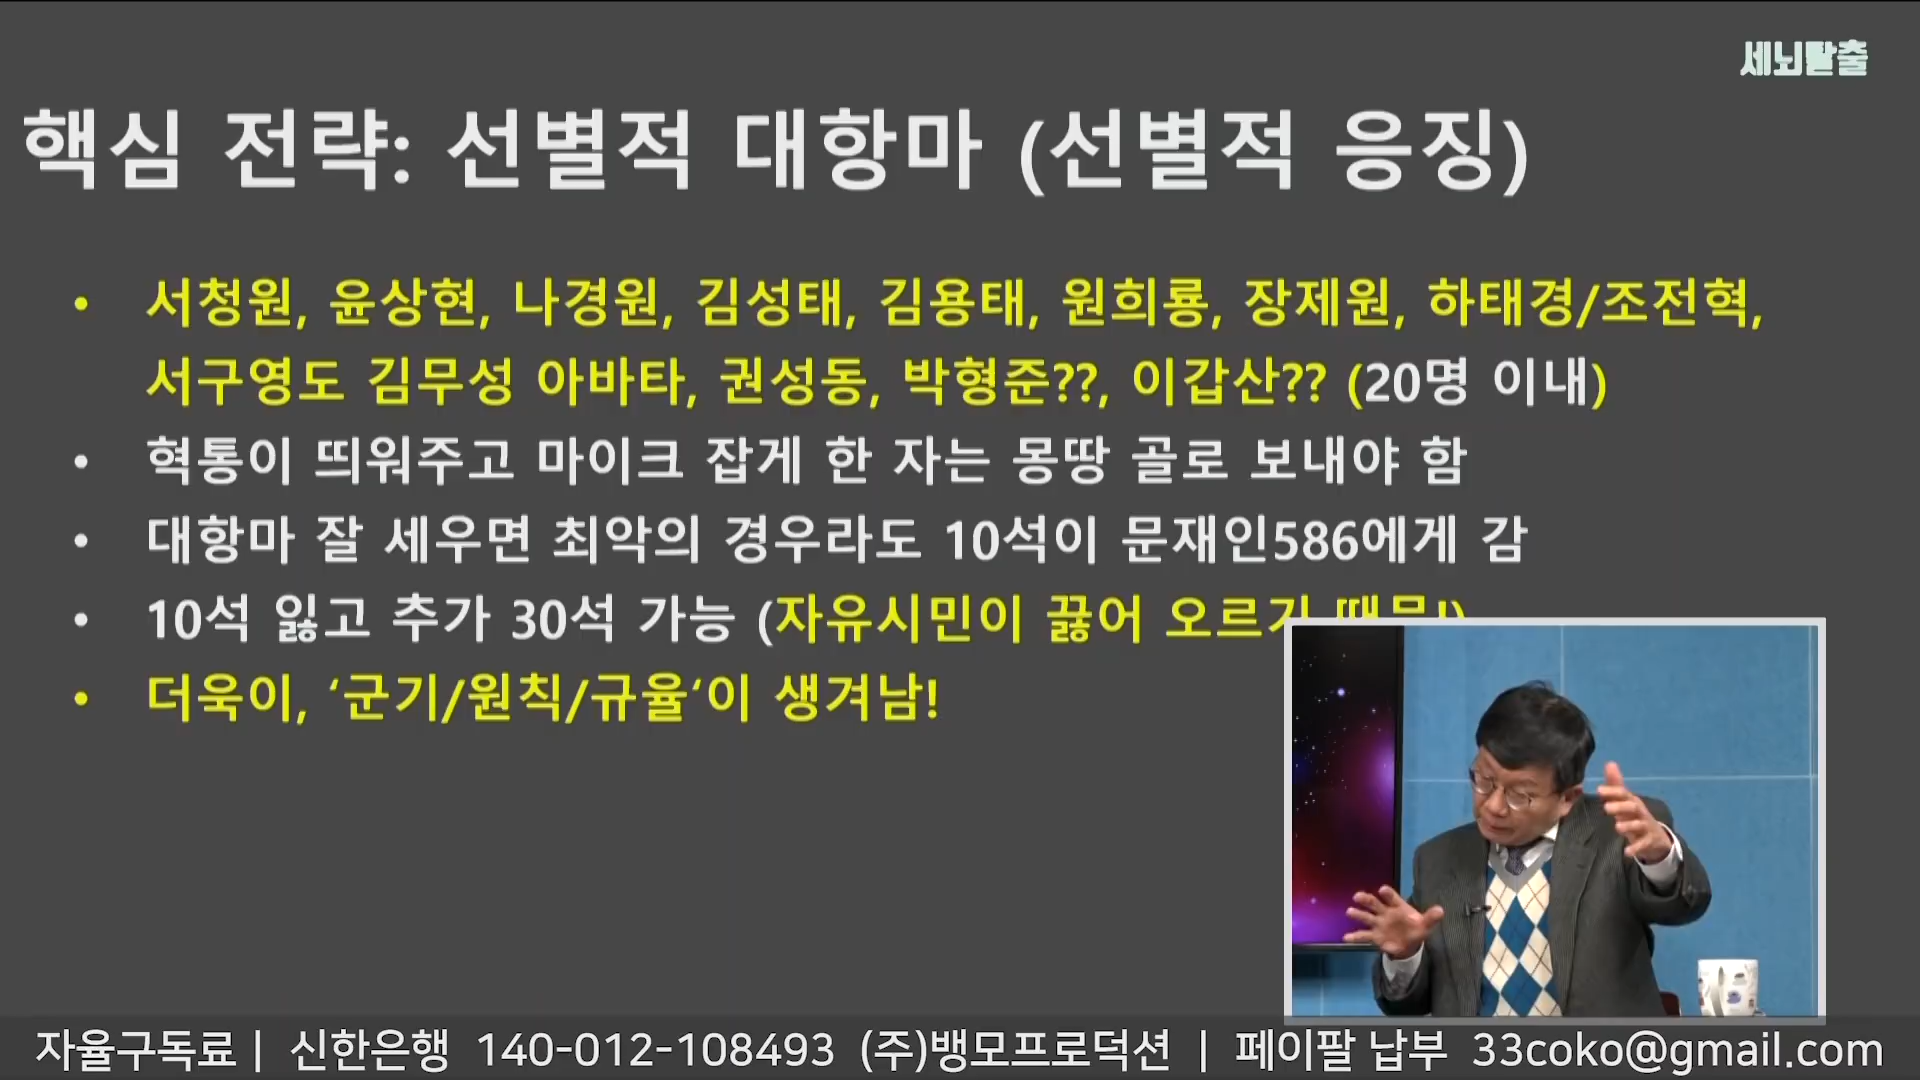 세뇌탈출
핵심 전략: 선별적 대항마 (선별적 응징)
• 서청원, 윤상현, 나경원, 김성태, 김용태, 원희룡, 장제원, 하태경/조전혁,
서구영도 김무성 아바타, 권성동, 박형준??, 이갑산?? (20명 이내)
• 혁통이 띄워주고 마이크 잡게 한 자는 몽땅 골로 보내야 함
• 대항마 잘 세우면 최악의 경우라도 10석이 문재인586에게 감
• 10석 잃고 추가 30석 가능 (자유시민이 끓어 오르기 때문!)
• 더욱이, ‘군기/원칙/규율‘이 생겨남!
자율구독료 | 신한은행 140-012-108493 (주)뱅모프로덕션 | 페이팔 납부 33coko@gmail.com